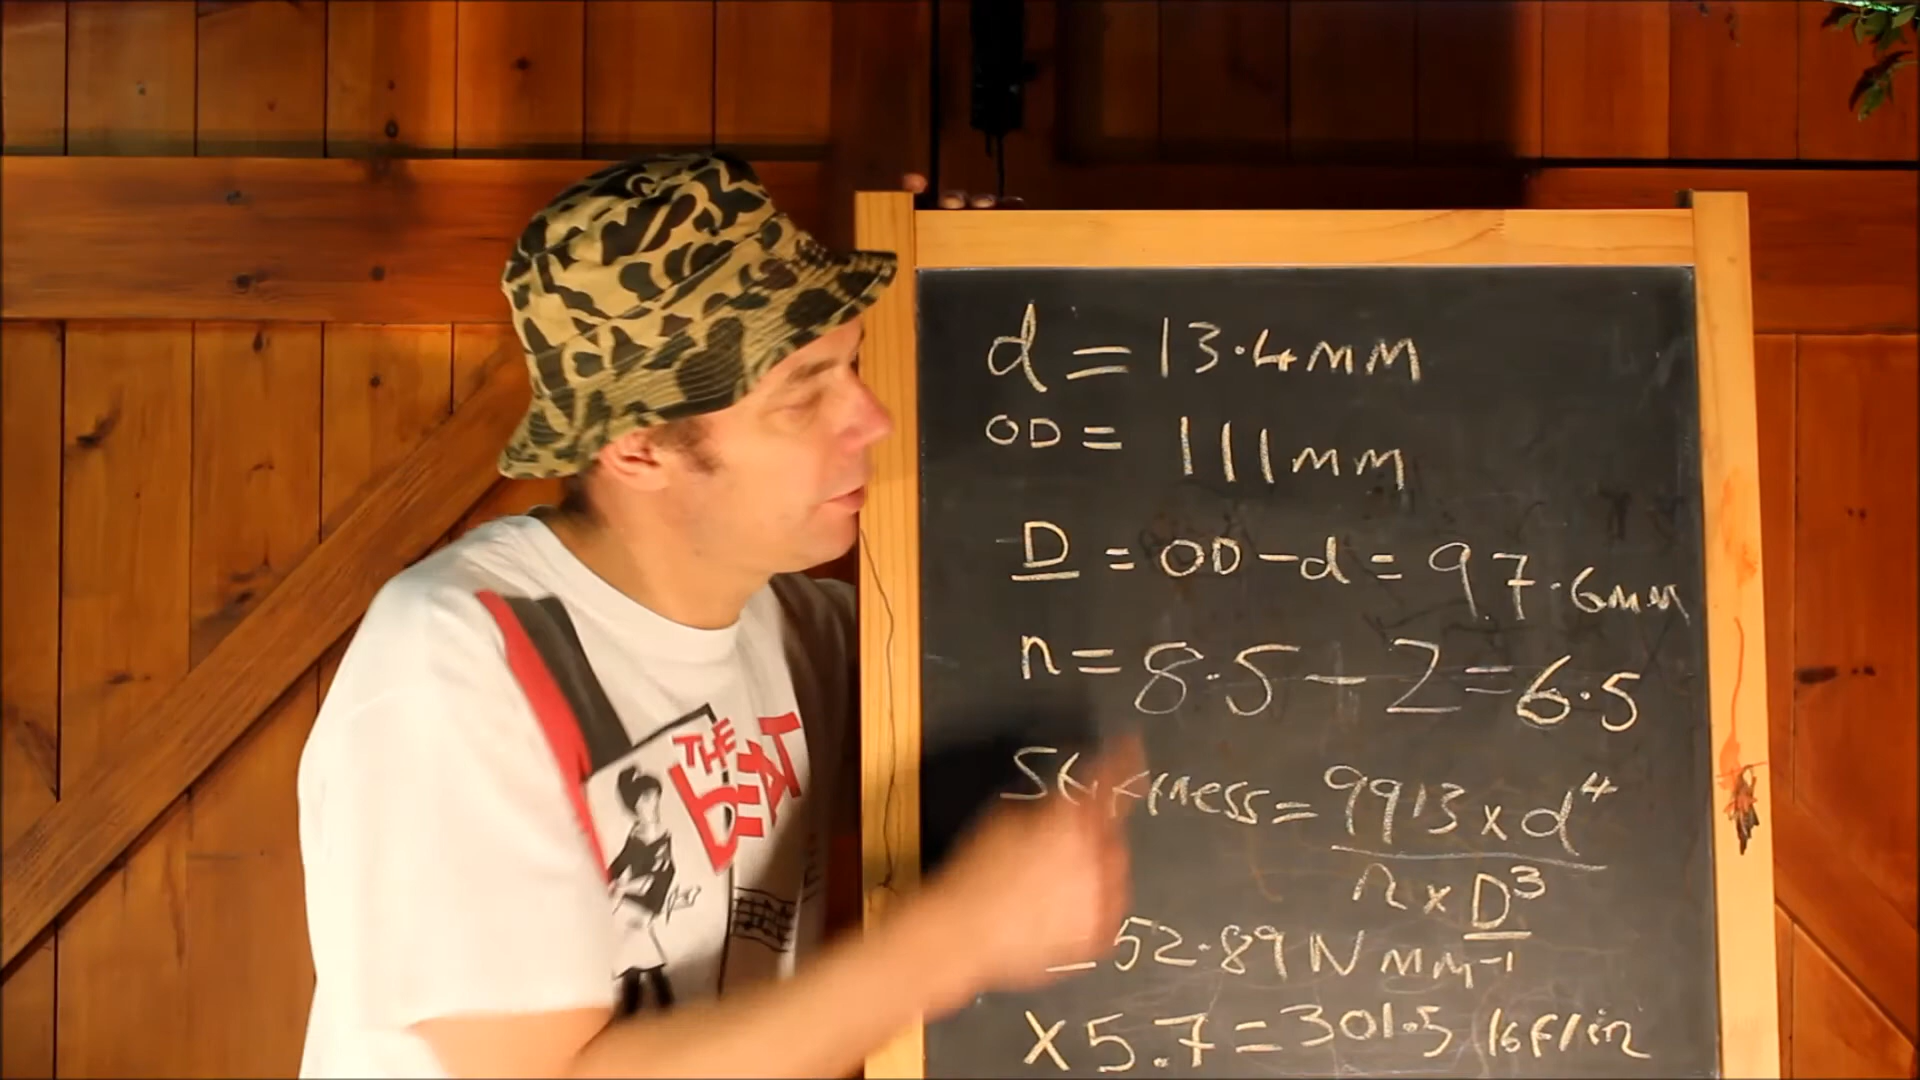 THE
BEAT
d = 13.4MM
OD = 111MM
D = OD - d = 97.6MM
n = 8.5 - 2 = 6.5
Stiffness = 9913 x d⁴
n x D³
= 52.89 N MM⁻¹
x 5.7 = 301.5 lbf/in